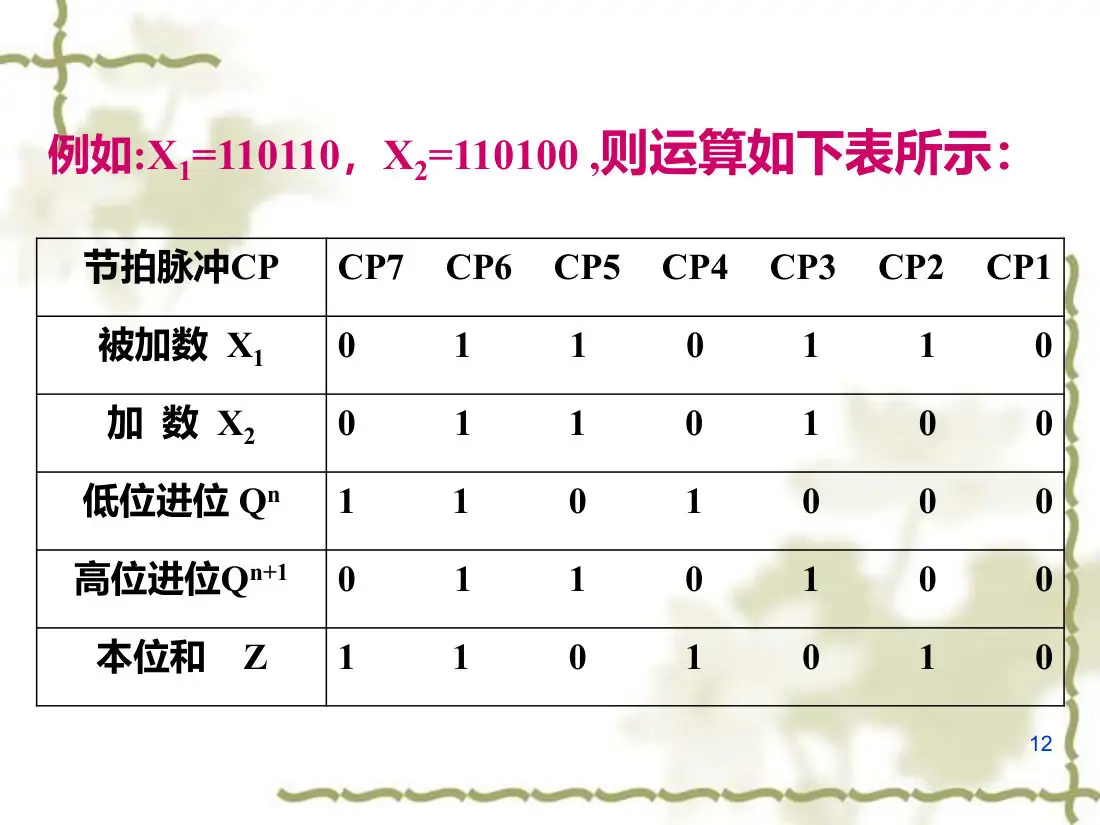 例如:X₁=110110，X₂=110100 ,则运算如下表所示：
节拍脉冲CP CP7 CP6 CP5 CP4 CP3 CP2 CP1
被加数 X₁ 0 1 1 0 1 1 0
加 数 X₂ 0 1 1 0 1 0 0
低位进位 Qⁿ 1 1 0 1 0 0 0
高位进位Qⁿ⁺¹ 0 1 1 0 1 0 0
本位和 Z 1 1 0 1 0 1 0
12